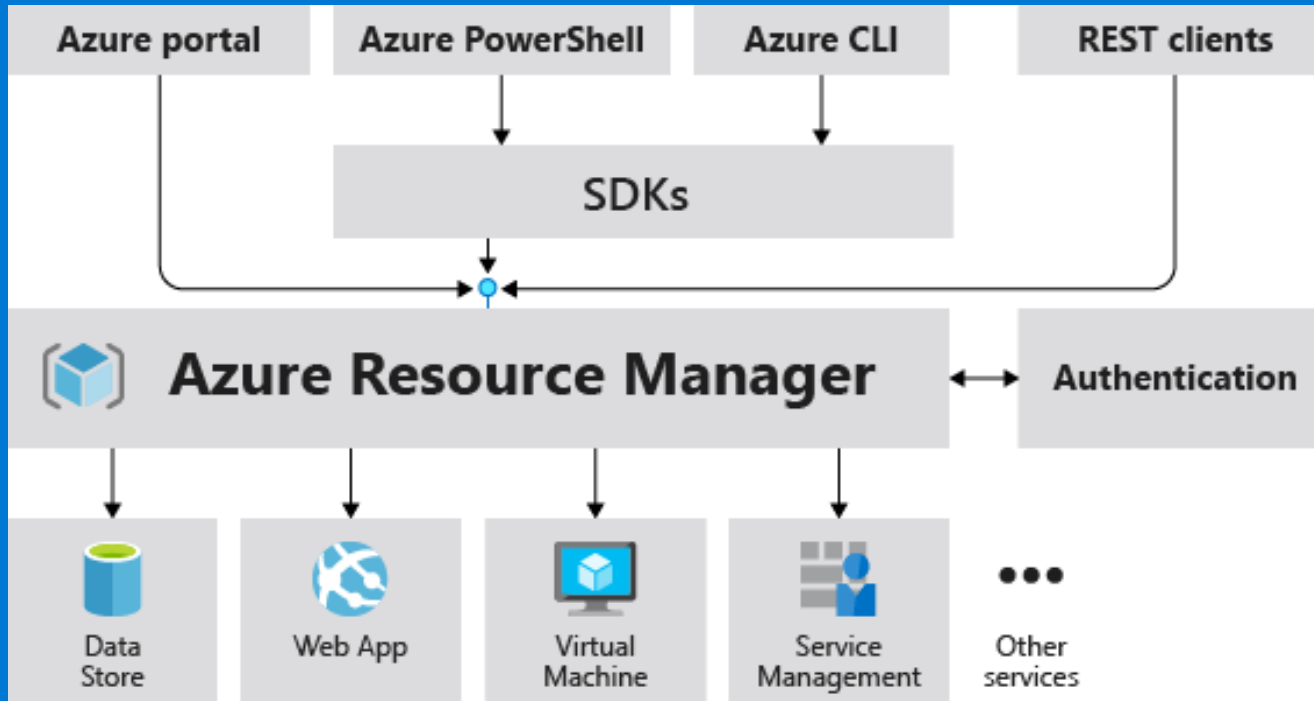 Azure portal
Azure PowerShell
Azure CLI
REST clients
SDKs
Azure Resource Manager
Authentication
Data
Store
Web App
Virtual
Machine
Service
Management
Other
services